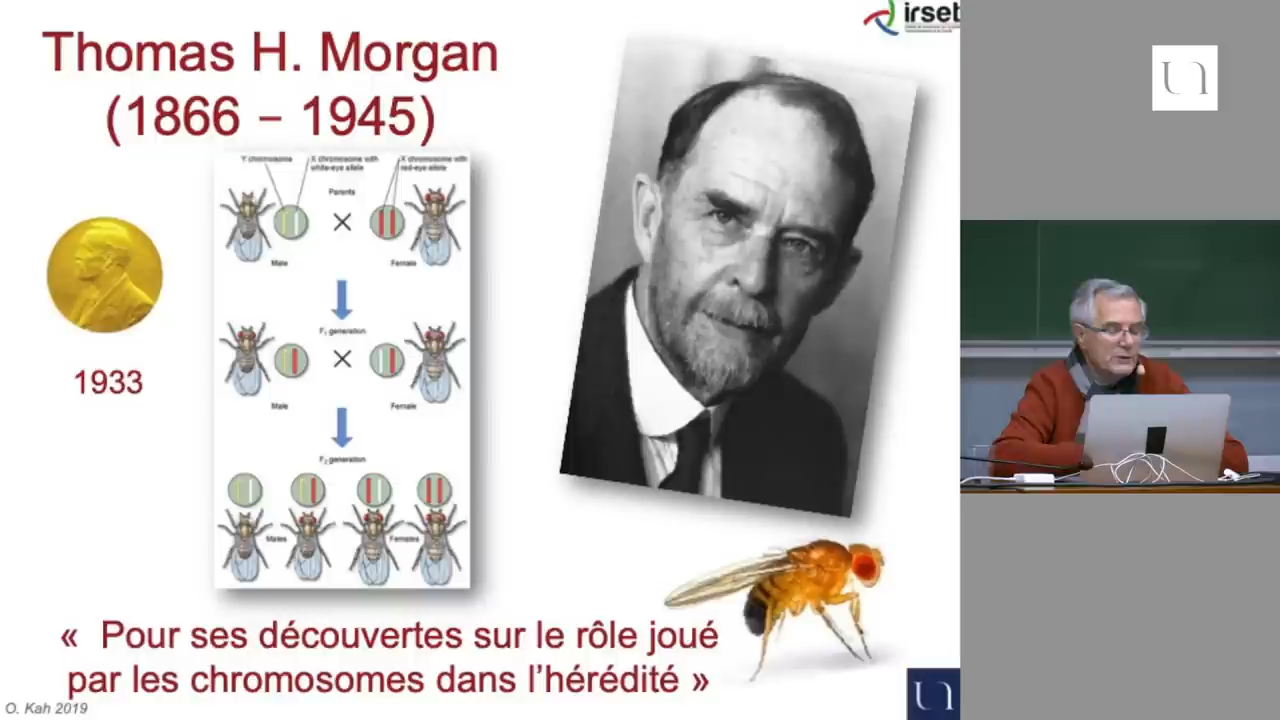 Thomas H. Morgan
(1866 – 1945)
irset
Y chromosome
X chromosome with
white-eye allele
X chromosome with
red-eye allele
Parents
Male
Female
F₁ generation
Male
Female
F₂ generation
Males
Females
1933
« Pour ses découvertes sur le rôle joué
par les chromosomes dans l'hérédité »
O. Kah 2019